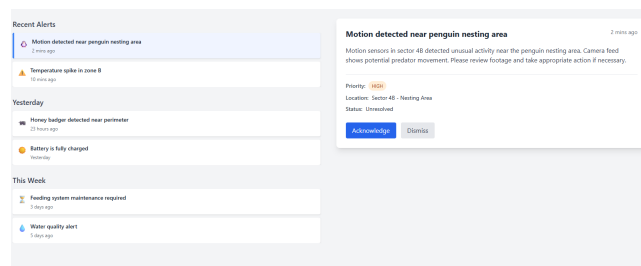 Recent Alerts
Motion detected near penguin nesting area
2 mins ago
Temperature spike in zone B
10 mins ago
Yesterday
Honey badger detected near perimeter
23 hours ago
Battery is fully charged
Yesterday
This Week
Feeding system maintenance required
3 days ago
Water quality alert
5 days ago
Motion detected near penguin nesting area
2 mins ago
Motion sensors in sector 4B detected unusual activity near the penguin nesting area. Camera feed
shows potential predator movement. Please review footage and take appropriate action if necessary.
Priority: HIGH
Location: Sector 4B - Nesting Area
Status: Unresolved
Acknowledge Dismiss